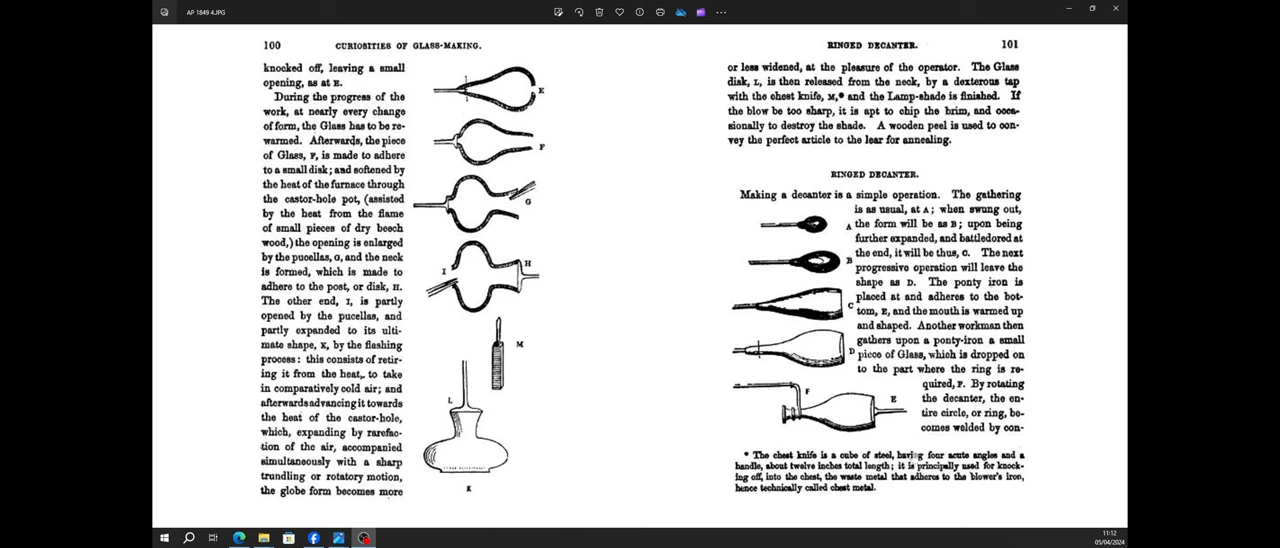 AP 1849 4.JPG
100 CURIOSITIES OF GLASS-MAKING.
knocked off, leaving a small
opening, as at E.
During the progress of the
work, at nearly every change
of form, the Glass has to be re-
warmed. Afterwards, the piece
of Glass, F, is made to adhere
to a small disk; and softened by
the heat of the furnace through
the castor-hole pot, (assisted
by the heat from the flame
of small pieces of dry beech
wood,) the opening is enlarged
by the pucellas, G, and the neck
is formed, which is made to
adhere to the post, or disk, H.
The other end, I, is partly
opened by the pucellas, and
partly expanded to its ulti-
mate shape, K, by the flashing
process: this consists of retir-
ing it from the heat, to take
in comparatively cold air; and
afterwards advancing it towards
the heat of the castor-hole,
which, expanding by rarefac-
tion of the air, accompanied
simultaneously with a sharp
trundling or rotatory motion,
the globe form becomes more
E
F
G
I
H
M
L
K
RINGED DECANTER. 101
or less widened, at the pleasure of the operator. The Glass
disk, L, is then released from the neck, by a dexterous tap
with the chest knife, M,* and the Lamp-shade is finished. If
the blow be too sharp, it is apt to chip the brim, and occa-
sionally to destroy the shade. A wooden peel is used to con-
vey the perfect article to the lear for annealing.
RINGED DECANTER.
Making a decanter is a simple operation. The gathering
is as usual, at A; when swung out,
the form will be as B; upon being
further expanded, and battledored at
the end, it will be thus, C. The next
progressive operation will leave the
shape as D. The ponty iron is
placed at and adheres to the bot-
tom, E, and the mouth is warmed up
and shaped. Another workman then
gathers upon a ponty-iron a small
piece of Glass, which is dropped on
to the part where the ring is re-
quired, F. By rotating
the decanter, the en-
tire circle, or ring, be-
comes welded by con-
A
B
C
D
F
E
* The chest knife is a cube of steel, having four acute angles and a
handle, about twelve inches total length; it is principally used for knock-
ing off, into the chest, the waste metal that adheres to the blower's iron,
hence technically called chest metal.
11:12
05/04/2024